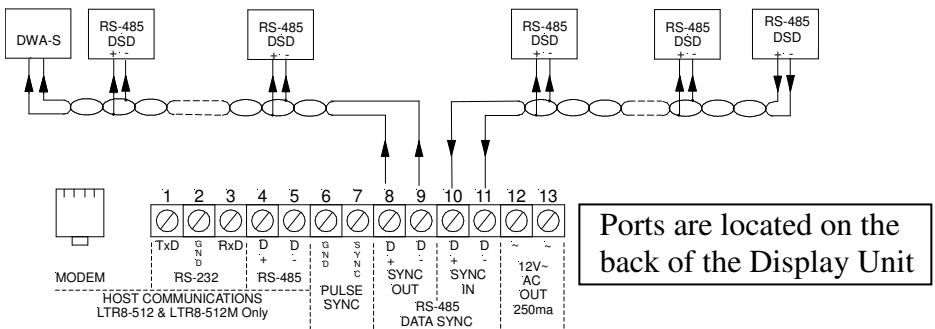 DWA-S
RS-485
DSD
+ -
RS-485
DSD
+ -
RS-485
DSD
+ -
RS-485
DSD
+ -
RS-485
DSD
+ -
1 2 3 4 5 6 7 8 9 10 11 12 13
TxD GND RxD D+ D- GND SYNC D+ D- D+ D- ~ ~
MODEM
RS-232
RS-485
PULSE
SYNC
SYNC
OUT
SYNC
IN
12V~
AC
OUT
250ma
HOST COMMUNICATIONS
LTR8-512 & LTR8-512M Only
RS-485
DATA SYNC
Ports are located on the
back of the Display Unit